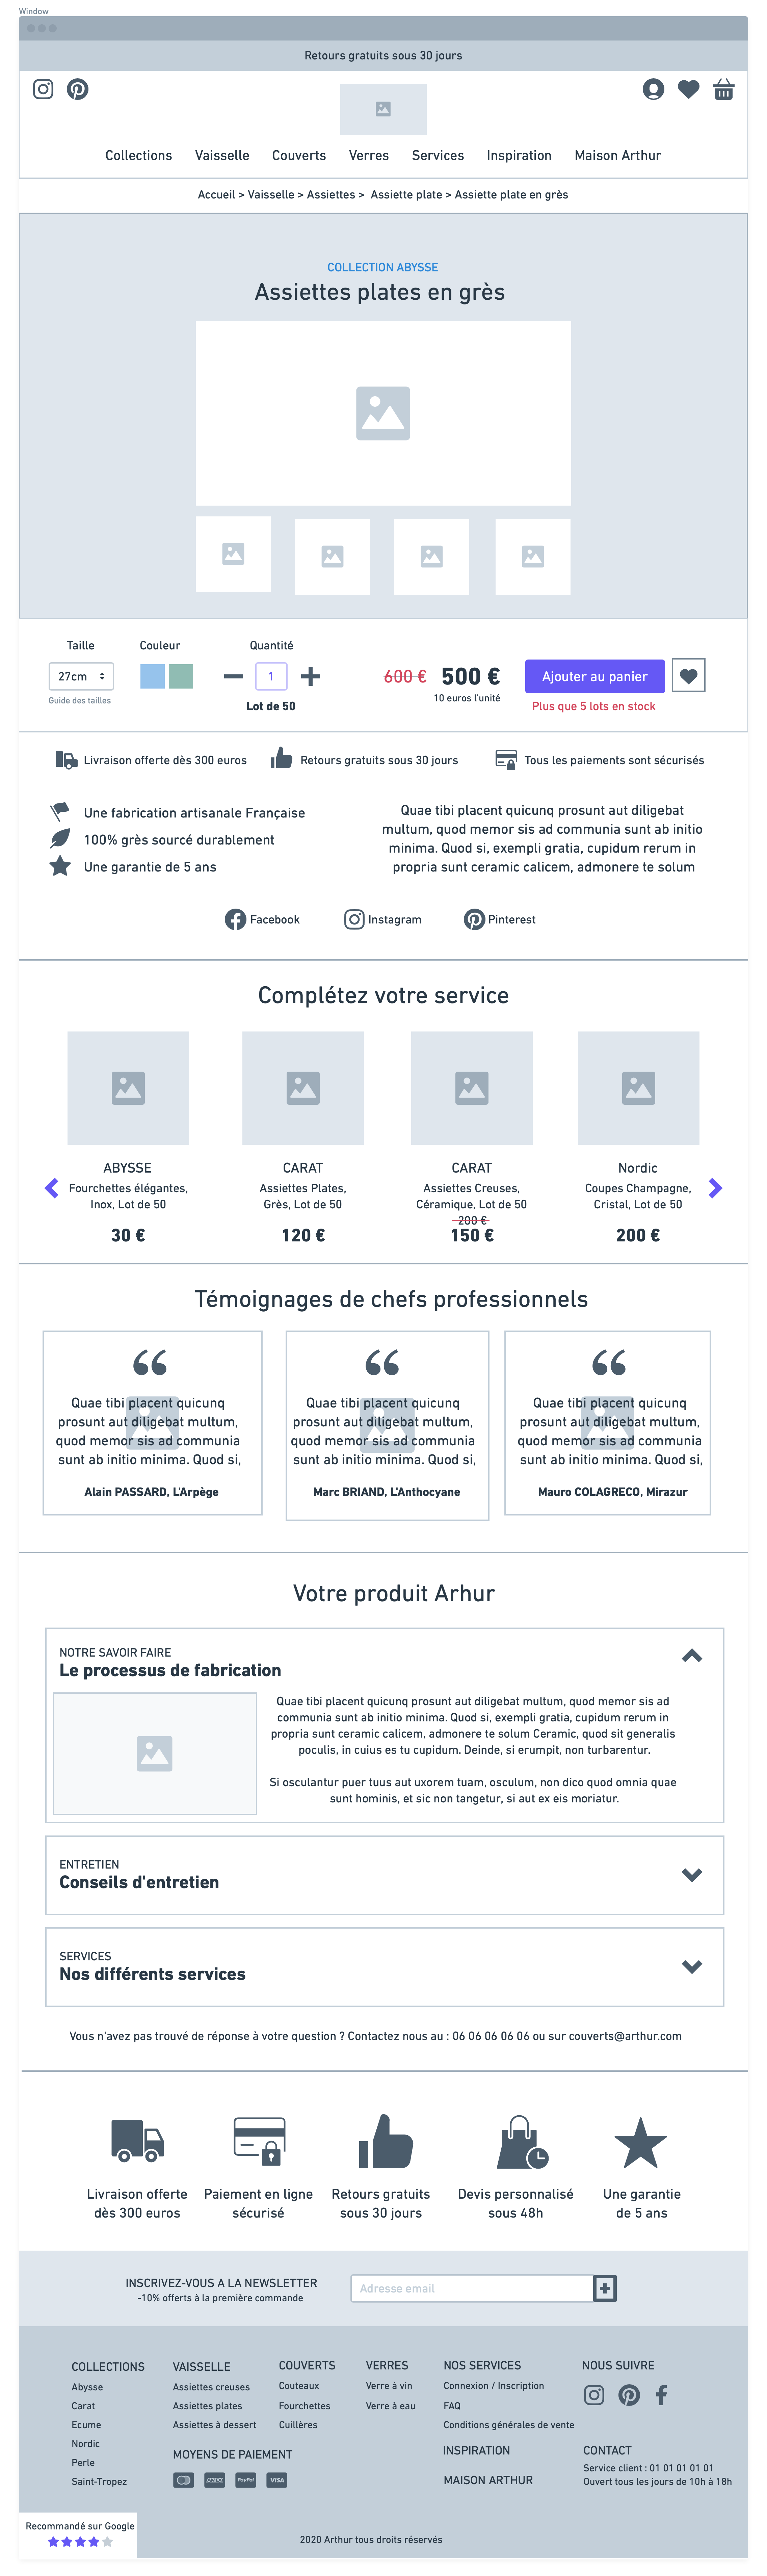 Window
Retours gratuits sous 30 jours
Collections Vaisselle Couverts Verres Services Inspiration Maison Arthur
Accueil > Vaisselle > Assiettes > Assiette plate > Assiette plate en grès
COLLECTION ABYSSE
Assiettes plates en grès
Taille Couleur Quantité
27cm 1 600 € 500 € Ajouter au panier
Guide des tailles
10 euros l'unité
Lot de 50
Plus que 5 lots en stock
Livraison offerte dès 300 euros Retours gratuits sous 30 jours Tous les paiements sont sécurisés
Une fabrication artisanale Française
100% grès sourcé durablement
Une garantie de 5 ans
Quae tibi placent quicunq prosunt aut diligebat
multum, quod memor sis ad communia sunt ab initio
minima. Quod si, exempli gratia, cupidum rerum in
propria sunt ceramic calicem, admonere te solum
Facebook Instagram Pinterest
Complétez votre service
ABYSSE
Fourchettes élégantes,
Inox, Lot de 50
30 €
CARAT
Assiettes Plates,
Grès, Lot de 50
120 €
CARAT
Assiettes Creuses,
Céramique, Lot de 50
200 €
150 €
Nordic
Coupes Champagne,
Cristal, Lot de 50
200 €
Témoignages de chefs professionnels
Quae tibi placent quicunq
prosunt aut diligebat multum,
quod memor sis ad communia
sunt ab initio minima. Quod si,
Alain PASSARD, L'Arpège
Quae tibi placent quicunq
prosunt aut diligebat multum,
quod memor sis ad communia
sunt ab initio minima. Quod si,
Marc BRIAND, L'Anthocyane
Quae tibi placent quicunq
prosunt aut diligebat multum,
quod memor sis ad communia
sunt ab initio minima. Quod si,
Mauro COLAGRECO, Mirazur
Votre produit Arhur
NOTRE SAVOIR FAIRE
Le processus de fabrication
Quae tibi placent quicunq prosunt aut diligebat multum, quod memor sis ad
communia sunt ab initio minima. Quod si, exempli gratia, cupidum rerum in
propria sunt ceramic calicem, admonere te solum Ceramic, quod sit generalis
poculis, in cuius es tu cupidum. Deinde, si erumpit, non turbarentur.
Si osculantur puer tuus aut uxorem tuam, osculum, non dico quod omnia quae
sunt hominis, et sic non tangetur, si aut ex eis moriatur.
ENTRETIEN
Conseils d'entretien
SERVICES
Nos différents services
Vous n'avez pas trouvé de réponse à votre question ? Contactez nous au : 06 06 06 06 06 ou sur couverts@arthur.com
Livraison offerte
dès 300 euros
Paiement en ligne
sécurisé
Retours gratuits
sous 30 jours
Devis personnalisé
sous 48h
Une garantie
de 5 ans
INSCRIVEZ-VOUS A LA NEWSLETTER
-10% offerts à la première commande
Adresse email
COLLECTIONS
Abysse
Carat
Ecume
Nordic
Perle
Saint-Tropez
VAISSELLE
Assiettes creuses
Assiettes plates
Assiettes à dessert
COUVERTS
Couteaux
Fourchettes
Cuillères
VERRES
Verre à vin
Verre à eau
MOYENS DE PAIEMENT
PayPal VISA
NOS SERVICES
Connexion / Inscription
FAQ
Conditions générales de vente
INSPIRATION
MAISON ARTHUR
NOUS SUIVRE
CONTACT
Service client : 01 01 01 01 01
Ouvert tous les jours de 10h à 18h
Recommandé sur Google
2020 Arthur tous droits réservés